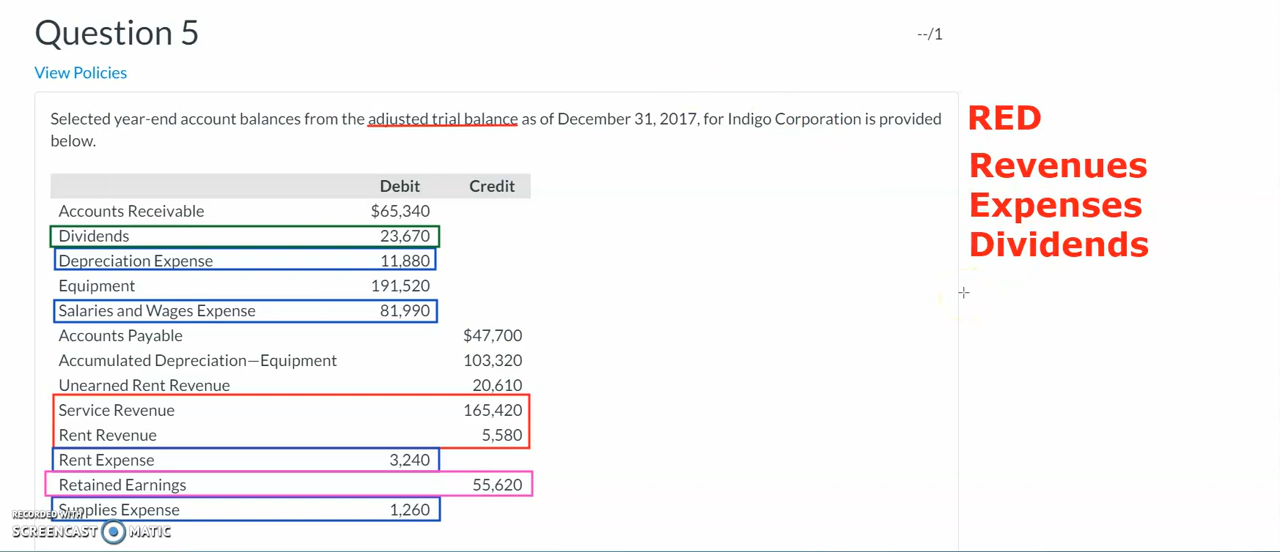 Question 5
--/1
View Policies
Selected year-end account balances from the adjusted trial balance as of December 31, 2017, for Indigo Corporation is provided
below.
Debit Credit
Accounts Receivable $65,340
Dividends 23,670
Depreciation Expense 11,880
Equipment 191,520
Salaries and Wages Expense 81,990
Accounts Payable $47,700
Accumulated Depreciation—Equipment 103,320
Unearned Rent Revenue 20,610
Service Revenue 165,420
Rent Revenue 5,580
Rent Expense 3,240
Retained Earnings 55,620
Supplies Expense 1,260
RED
Revenues
Expenses
Dividends
RECORDED WITH
SCREENCAST MATIC